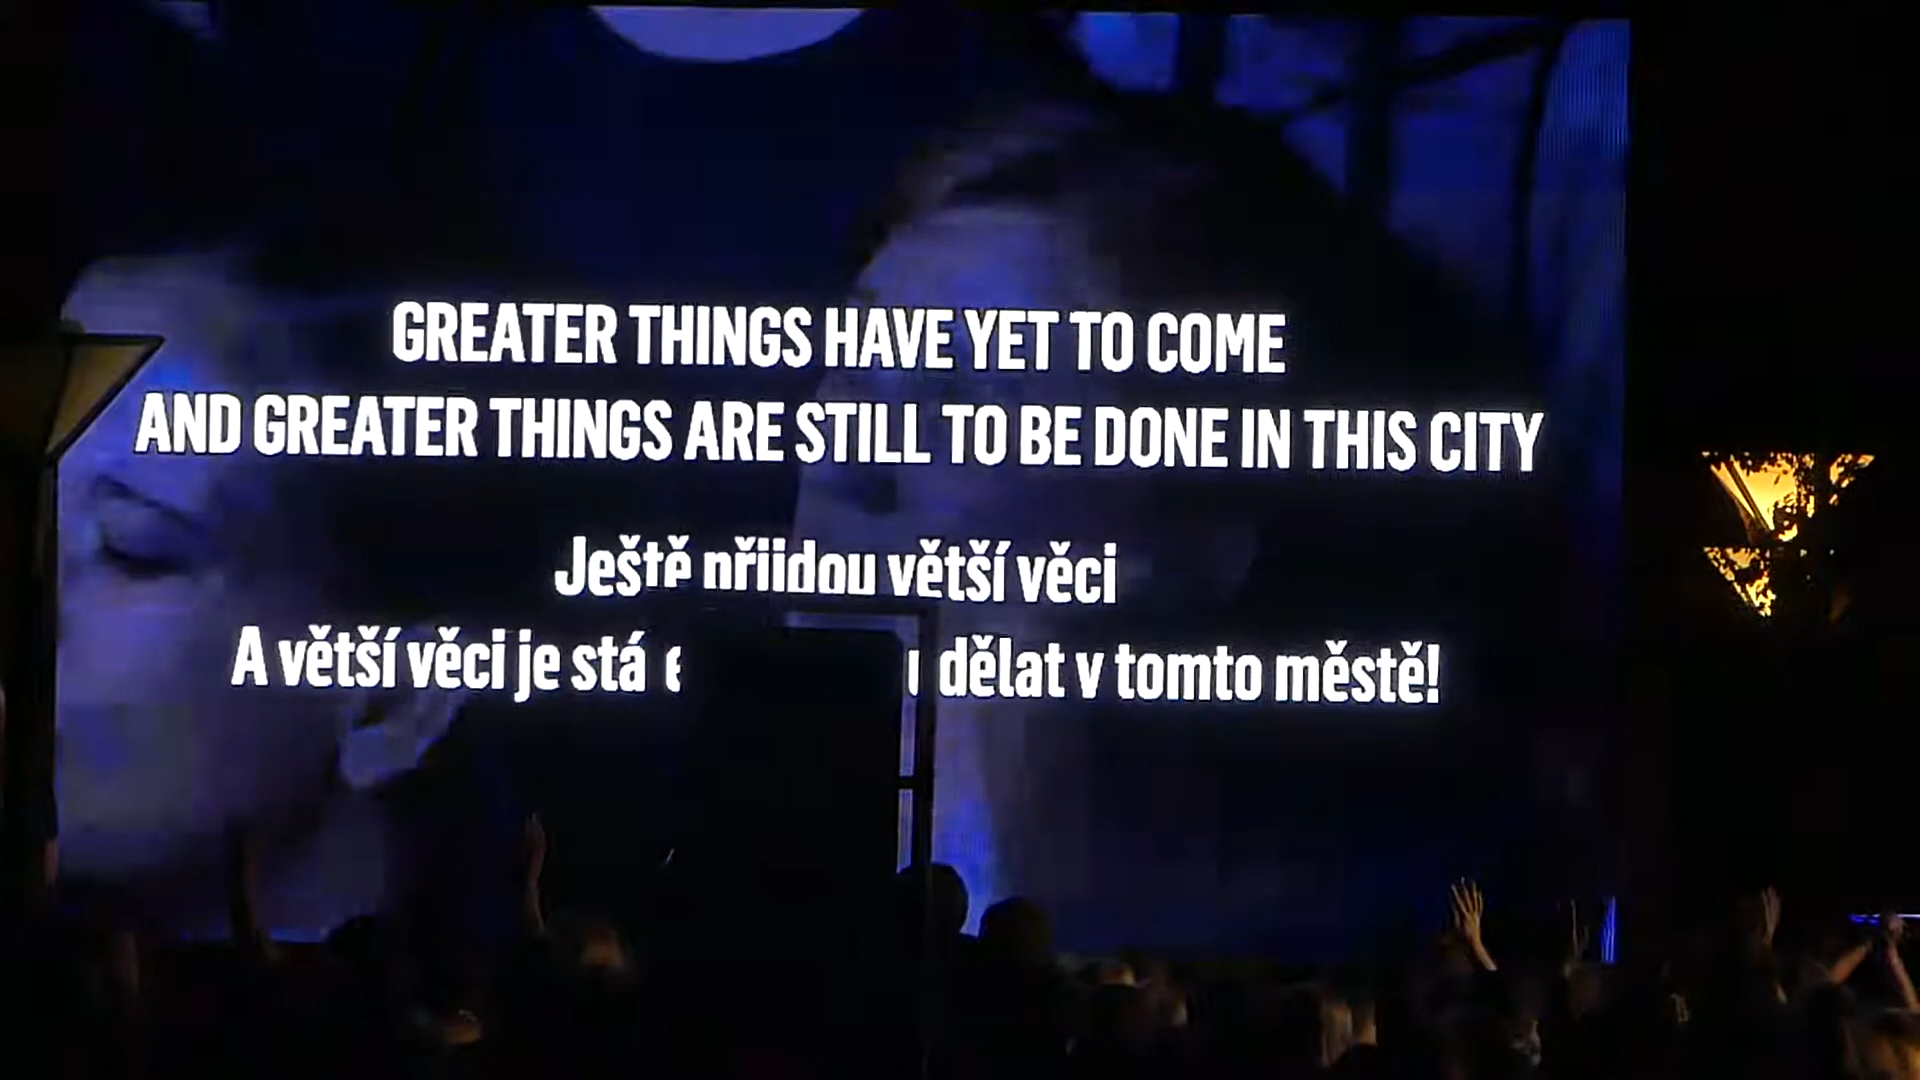 GREATER THINGS HAVE YET TO COME
AND GREATER THINGS ARE STILL TO BE DONE IN THIS CITY
Ještě přijdou větší věci
A větší věci je stá dělat v tomto městě!